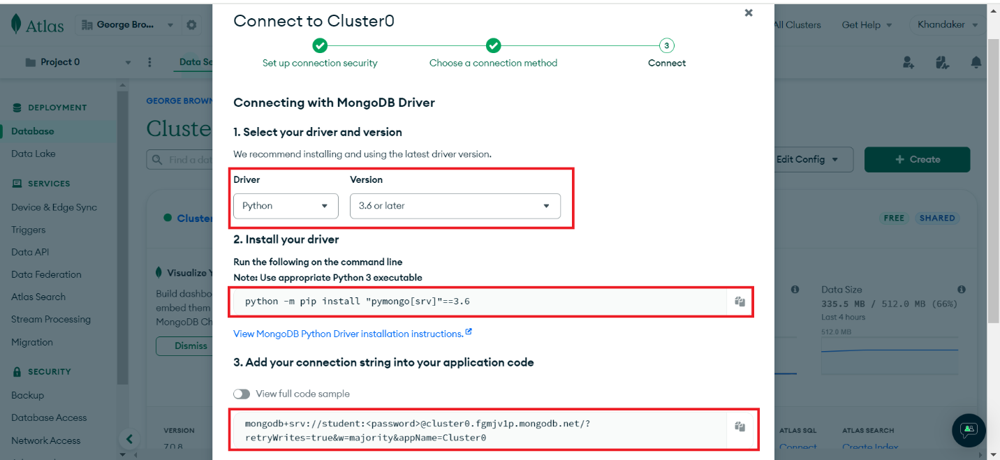 Atlas
George Bro...
All Clusters
Get Help
Khandaker
Project 0
Data Se
DEPLOYMENT
Database
Data Lake
SERVICES
Device & Edge Sync
Triggers
Data API
Data Federation
Atlas Search
Stream Processing
Migration
SECURITY
Backup
Database Access
Network Access
GEORGE BROWN
Cluste
Find a dat
Cluster
Visualize Y
Build dashbo
embed them
MongoDB Ch
Dismiss
VERSION
7.0.8
Connect to Cluster0
Set up connection security
Choose a connection method
3
Connect
Connecting with MongoDB Driver
1. Select your driver and version
We recommend installing and using the latest driver version.
Driver
Version
Python
3.6 or later
2. Install your driver
Run the following on the command line
Note: Use appropriate Python 3 executable
python -m pip install "pymongo[srv]"==3.6
View MongoDB Python Driver installation instructions.
3. Add your connection string into your application code
View full code sample
mongodb+srv://student:<password>@cluster0.fgmjv1p.mongodb.net/?
retryWrites=true&w=majority&appName=Cluster0
Edit Config
+ Create
FREE
SHARED
Data Size
335.5 MB / 512.0 MB (66%)
Last 4 hours
512.0 MB
ATLAS SQL
ATLAS SEARCH
Connect
Create Index